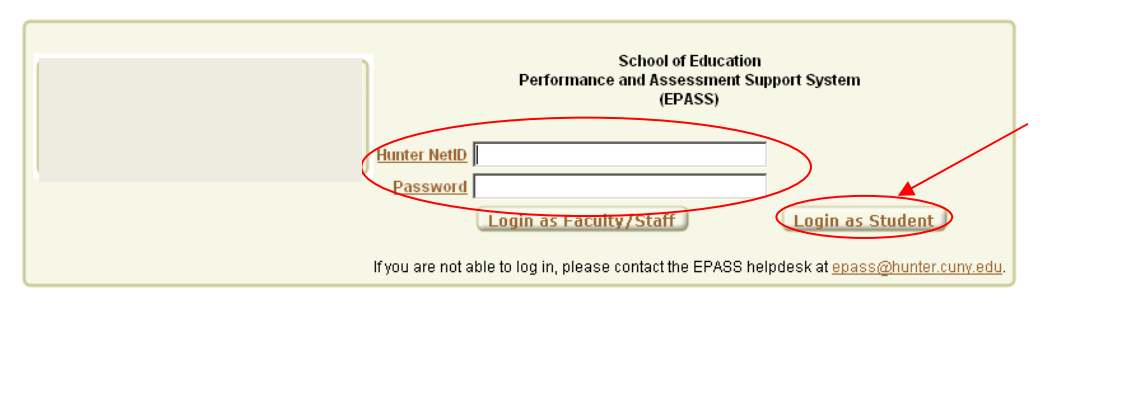 School of Education
Performance and Assessment Support System
(EPASS)
Hunter NetID
Password
Login as Faculty/Staff
Login as Student
If you are not able to log in, please contact the EPASS helpdesk at epass@hunter.cuny.edu.